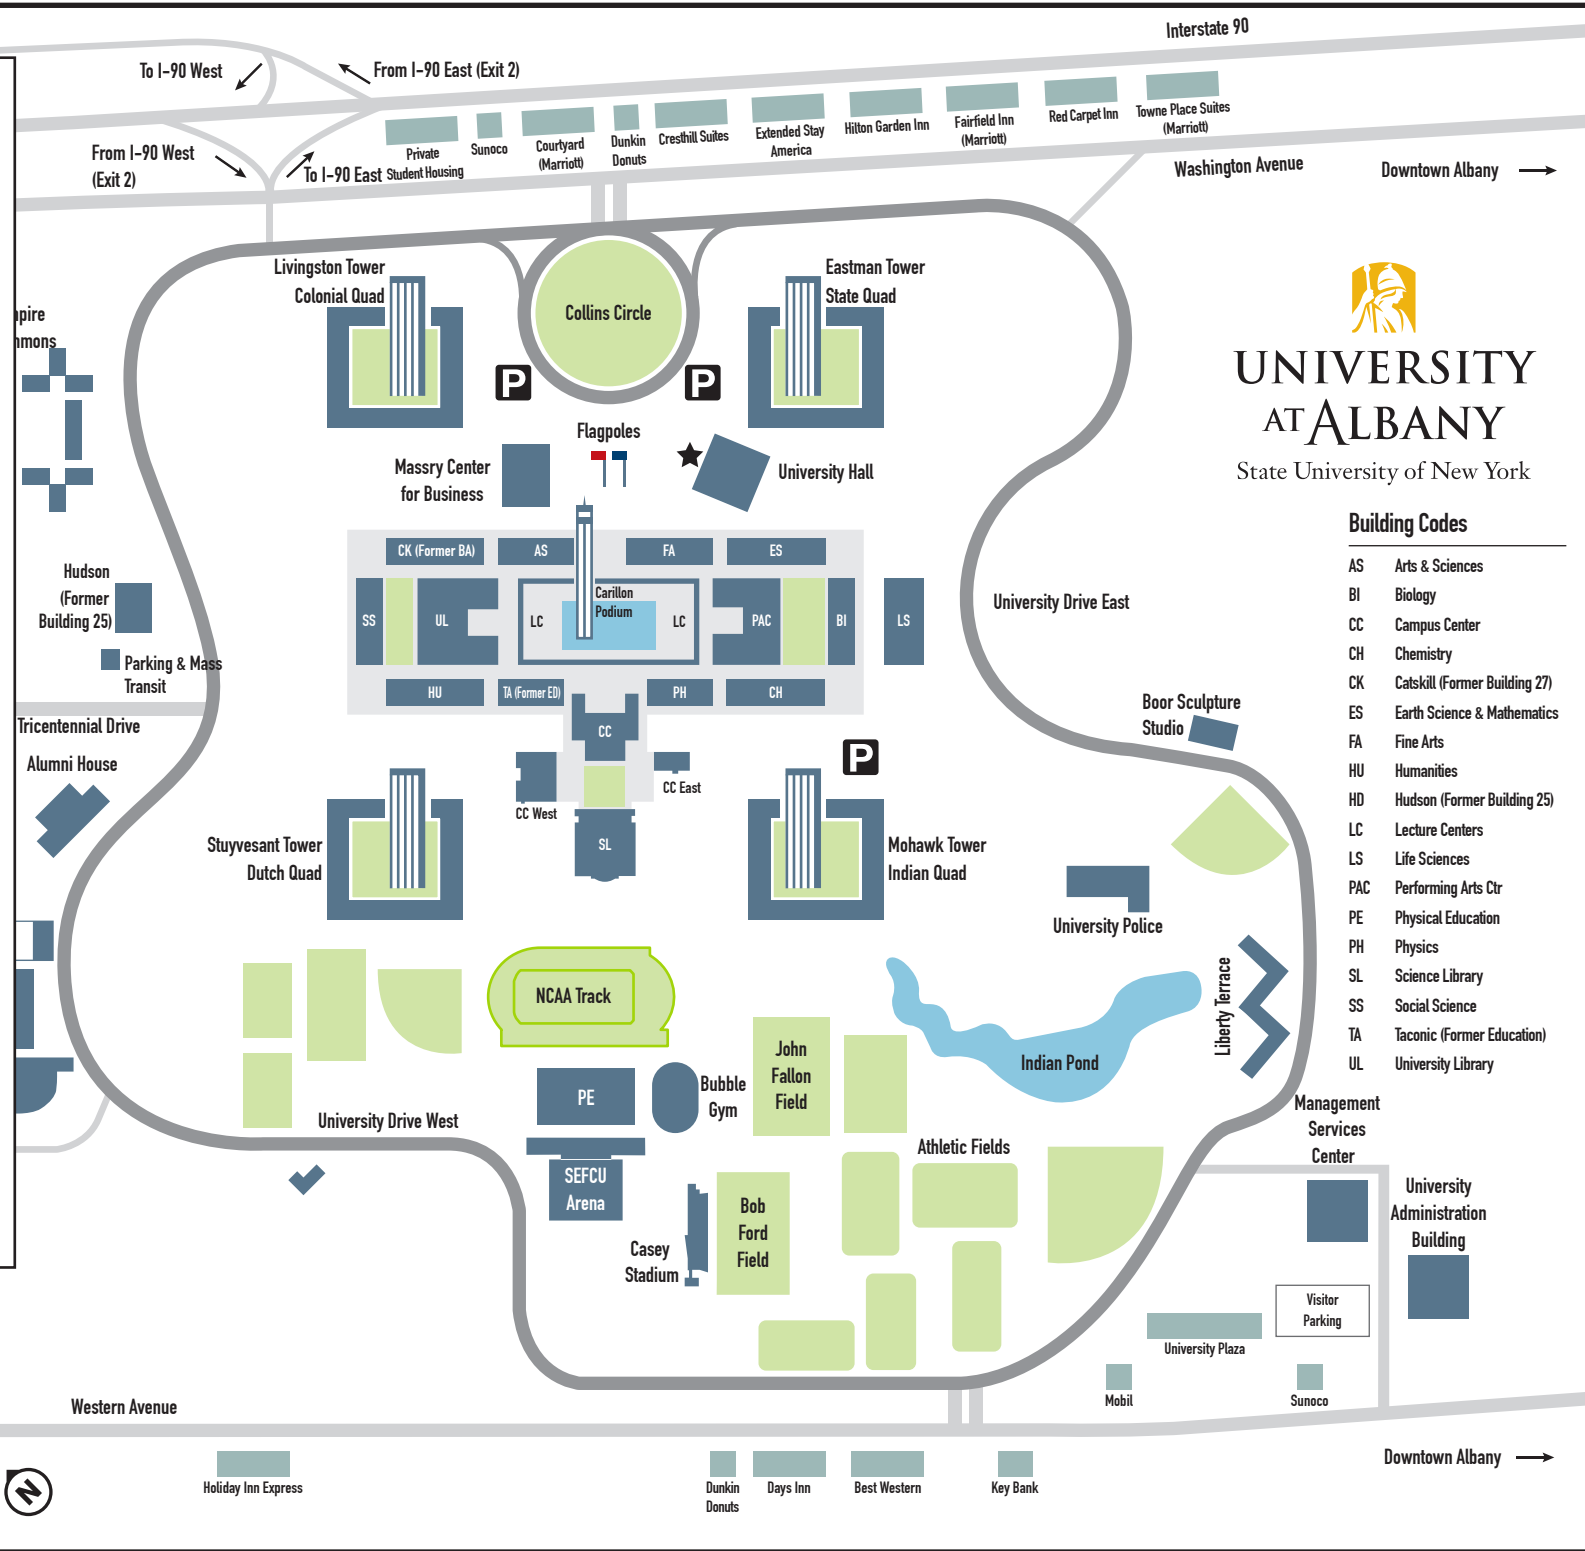 Interstate 90
To I-90 West
From I-90 East (Exit 2)
From I-90 West
(Exit 2)
To I-90 East
Private
Student Housing
Sunoco
Courtyard
(Marriott)
Dunkin
Donuts
Cresthill Suites
Extended Stay
America
Hilton Garden Inn
Fairfield Inn
(Marriott)
Red Carpet Inn
Towne Place Suites
(Marriott)
Washington Avenue
Downtown Albany
Livingston Tower
Colonial Quad
Collins Circle
Eastman Tower
State Quad
P
P
Flagpoles
Massry Center
for Business
University Hall
UNIVERSITY
AT ALBANY
State University of New York
CK (Former BA)
AS
FA
ES
SS
UL
LC
Carillon
Podium
LC
PAC
BI
LS
HU
TA (Former ED)
PH
CH
CC
CC West
CC East
SL
P
Hudson
(Former
Building 25)
Parking & Mass
Transit
Tricentennial Drive
Alumni House
University Drive East
Boor Sculpture
Studio
Stuyvesant Tower
Dutch Quad
Mohawk Tower
Indian Quad
University Police
Liberty Terrace
Indian Pond
NCAA Track
PE
Bubble
Gym
John
Fallon
Field
University Drive West
SEFCU
Arena
Casey
Stadium
Bob
Ford
Field
Athletic Fields
Building Codes
AS Arts & Sciences
BI Biology
CC Campus Center
CH Chemistry
CK Catskill (Former Building 27)
ES Earth Science & Mathematics
FA Fine Arts
HU Humanities
HD Hudson (Former Building 25)
LC Lecture Centers
LS Life Sciences
PAC Performing Arts Ctr
PE Physical Education
PH Physics
SL Science Library
SS Social Science
TA Taconic (Former Education)
UL University Library
Management
Services
Center
University
Administration
Building
Visitor
Parking
University Plaza
Mobil
Sunoco
Western Avenue
Downtown Albany
N
Holiday Inn Express
Dunkin
Donuts
Days Inn
Best Western
Key Bank